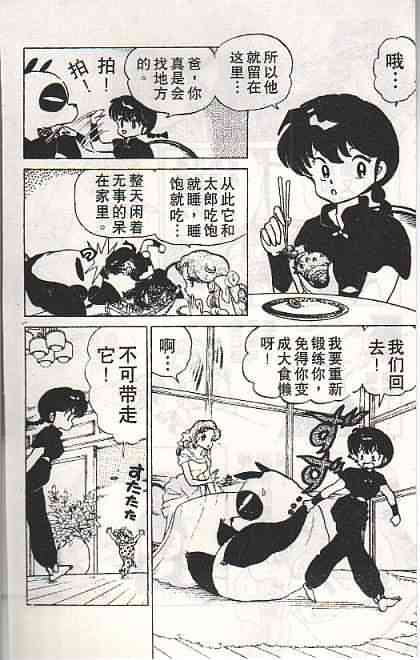 哦…
所以他
就留在
这里…
爸，你
真是会
找地方
的。
拍！
拍！
从此它和
太郎吃饱
就睡，睡
饱就吃…
整天闲着
无事的呆
在家里。
我们回
去！
我要重新
锻练你，
免得你变
成大食懒
呀！
ずずず
啊…
不可带走
它！
すたたた